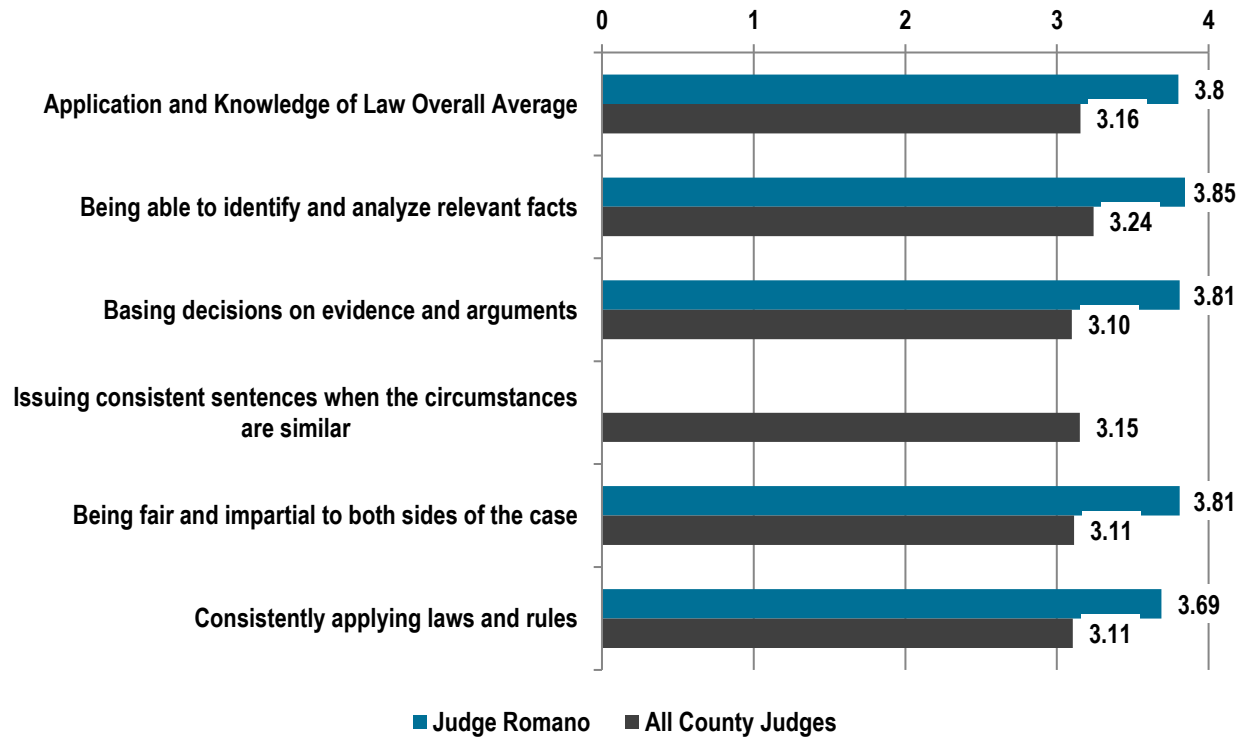 0 1 2 3 4
Application and Knowledge of Law Overall Average
3.8
3.16
Being able to identify and analyze relevant facts
3.85
3.24
Basing decisions on evidence and arguments
3.81
3.10
Issuing consistent sentences when the circumstances
are similar
3.15
Being fair and impartial to both sides of the case
3.81
3.11
Consistently applying laws and rules
3.69
3.11
Judge Romano All County Judges